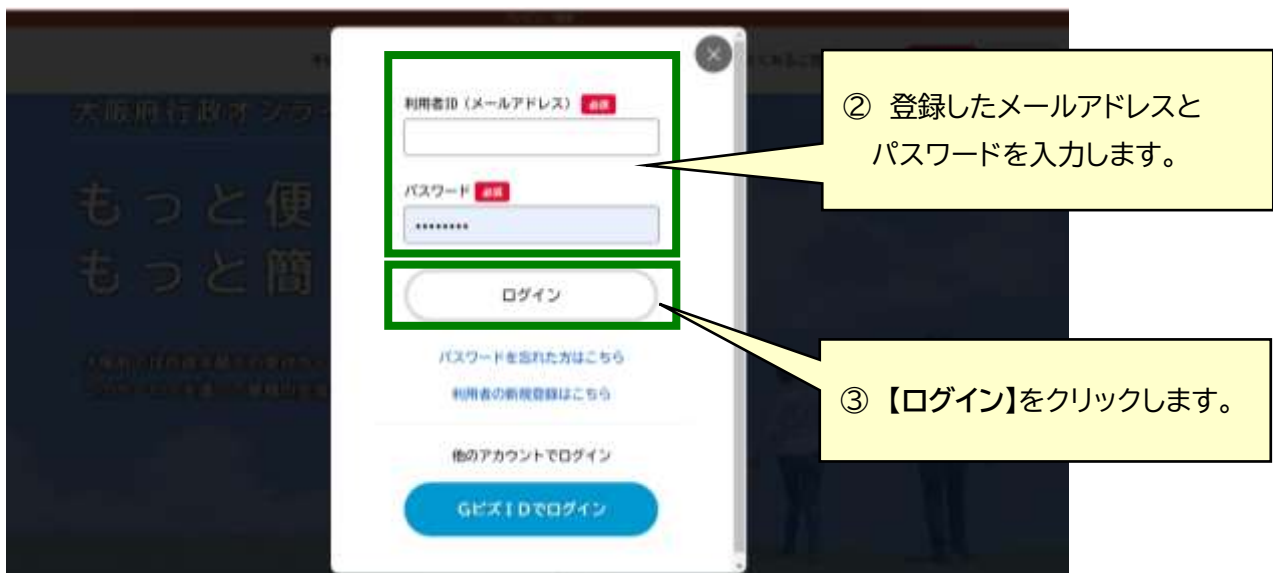 大阪府行政オンラ
もっと便
もっと簡
利用者ID（メールアドレス） 必須
パスワード 必須
••••••••
ログイン
パスワードを忘れた方はこちら
利用者の新規登録はこちら
他のアカウントでログイン
GビズIDでログイン
② 登録したメールアドレスと
パスワードを入力します。
③ 【ログイン】をクリックします。